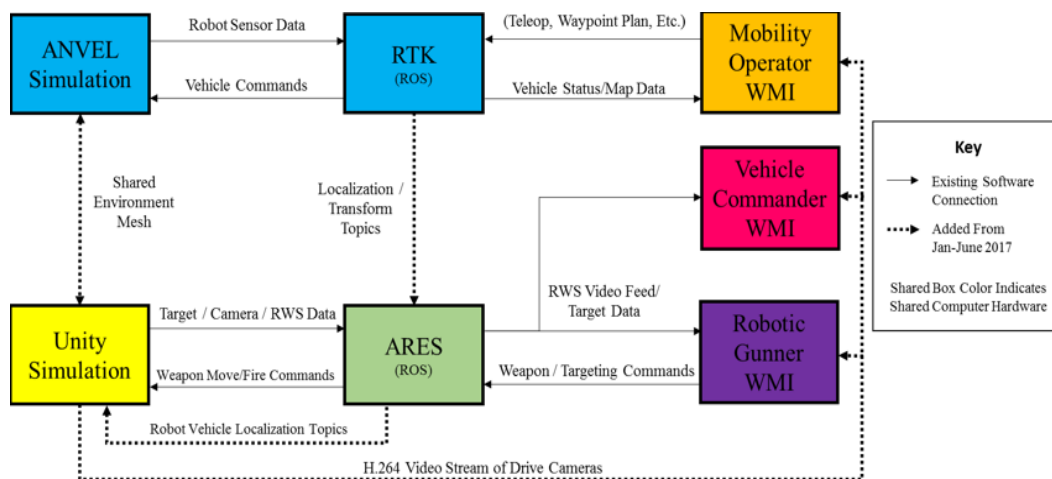 ANVEL
Simulation
Robot Sensor Data
Vehicle Commands
RTK
(ROS)
(Teleop, Waypoint Plan, Etc.)
Vehicle Status/Map Data
Mobility
Operator
WMI
Shared
Environment
Mesh
Localization /
Transform
Topics
Vehicle
Commander
WMI
Key
Existing Software
Connection
Added From
Jan-June 2017
Shared Box Color Indicates
Shared Computer Hardware
Unity
Simulation
Target / Camera / RWS Data
Weapon Move/Fire Commands
ARES
(ROS)
RWS Video Feed/
Target Data
Weapon / Targeting Commands
Robotic
Gunner
WMI
Robot Vehicle Localization Topics
H.264 Video Stream of Drive Cameras